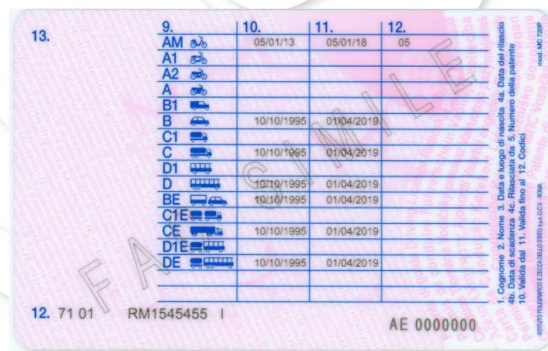 13.
9. 10. 11. 12.
AM 05/01/13 05/01/18 05
A1
A2
A
B1
B 10/10/1995 01/04/2019
C1
C 10/10/1995 01/04/2019
D1
D 10/10/1995 01/04/2019
BE 10/10/1995 01/04/2019
C1E
CE 10/10/1995 01/04/2019
D1E
DE 10/10/1995 01/04/2019
FAC SIMILE
12. 71 01 RM1545455 I
AE 0000000
1. Cognome 2. Nome 3. Data e luogo di nascita 4a. Data del rilascio
4b. Data di scadenza 4c. Rilasciata da 5. Numero della patente
10. Valida dal 11. Valida fino al 12. Codici
mod. MC 720P